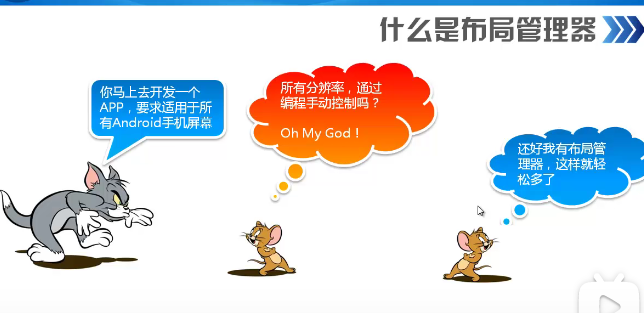 什么是布局管理器
你马上去开发一个
APP，要求适用于所
有Android手机屏幕
所有分辨率，通过
编程手动控制吗？
Oh My God！
还好我有布局管
理器，这样就轻
松多了